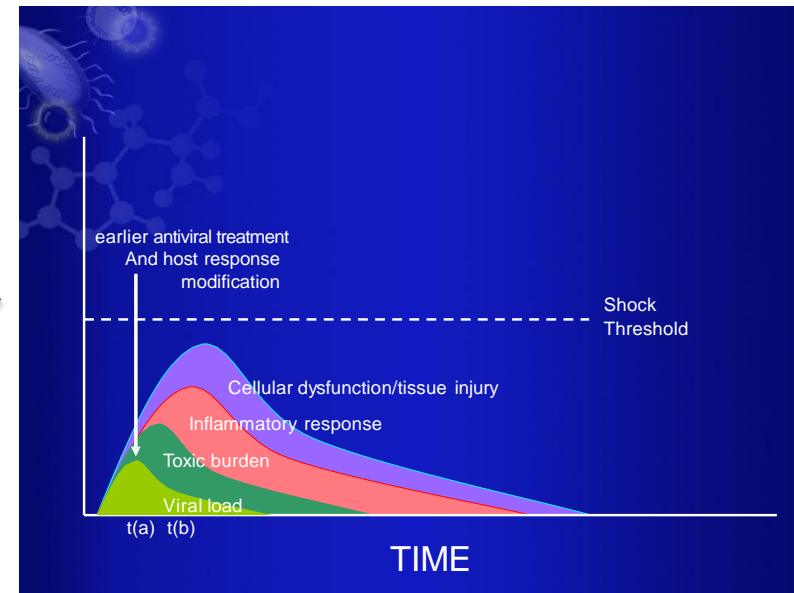 earlier antiviral treatment
And host response
modification
Shock
Threshold
Cellular dysfunction/tissue injury
Inflammatory response
Toxic burden
Viral load
t(a) t(b)
TIME